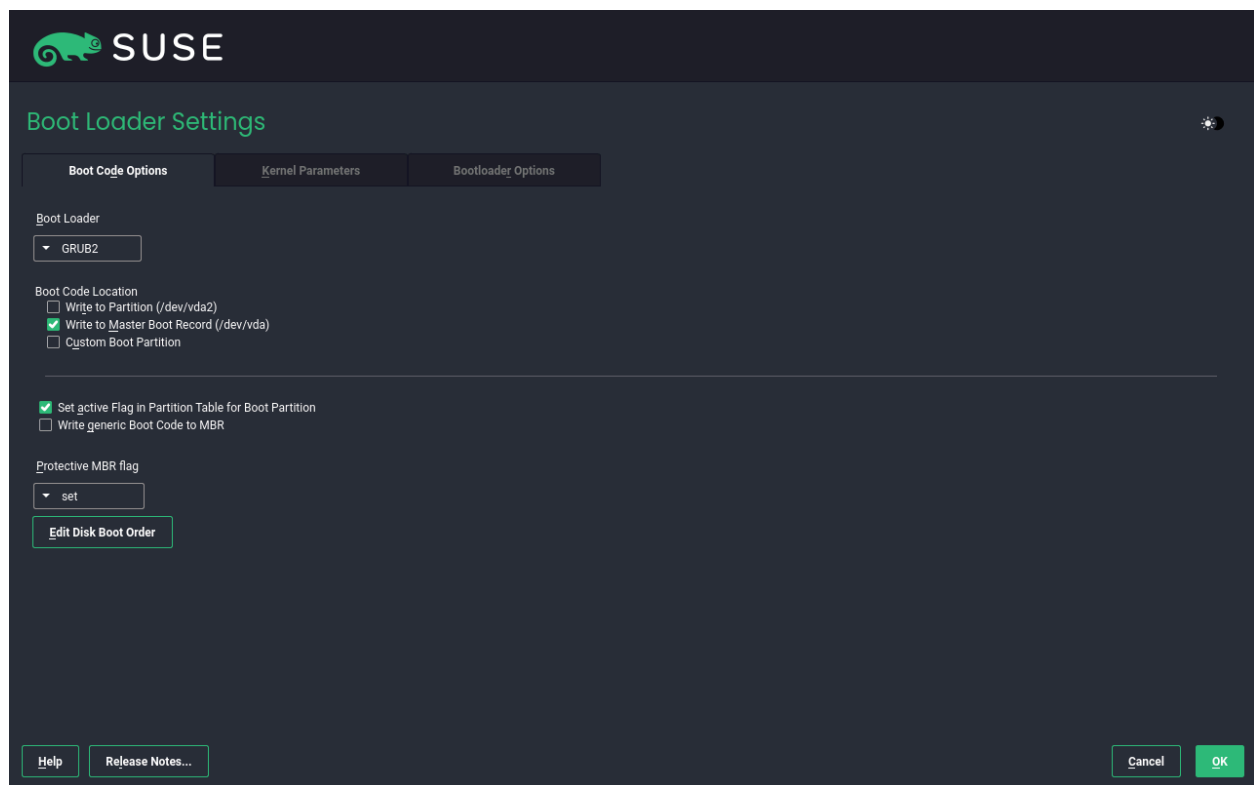 SUSE
Boot Loader Settings
Boot Code Options Kernel Parameters Bootloader Options
Boot Loader
GRUB2
Boot Code Location
Write to Partition (/dev/vda2)
Write to Master Boot Record (/dev/vda)
Custom Boot Partition
Set active Flag in Partition Table for Boot Partition
Write generic Boot Code to MBR
Protective MBR flag
set
Edit Disk Boot Order
Help Release Notes... Cancel OK